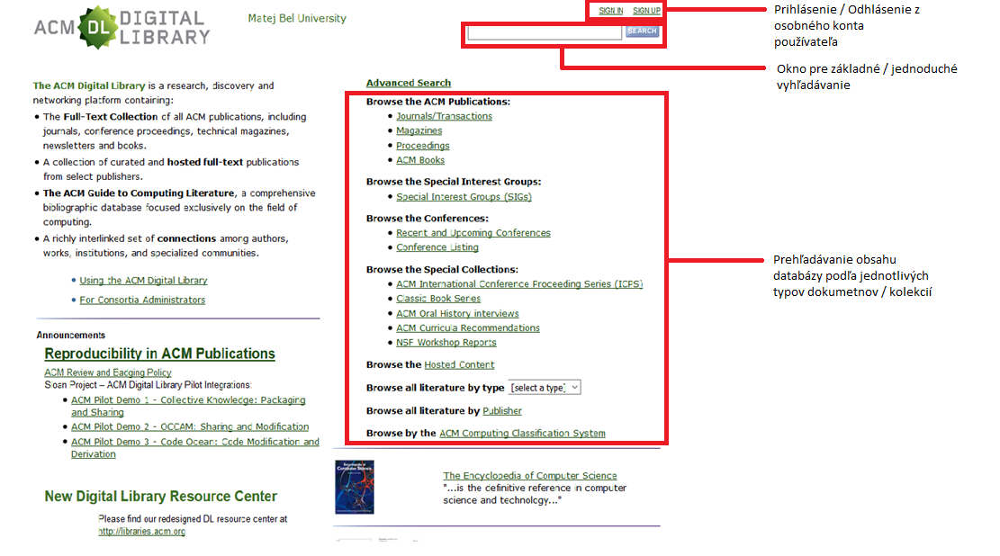 ACM DL DIGITAL LIBRARY
Matej Bel University
SIGN IN SIGN UP
SEARCH
Prihlásenie / Odhlásenie z
osobného konta
používateľa
Okno pre základné / jednoduché
vyhľadávanie
The ACM Digital Library is a research, discovery and
networking platform containing:
• The Full-Text Collection of all ACM publications, including
journals, conference proceedings, technical magazines,
newsletters and books.
• A collection of curated and hosted full-text publications
from select publishers.
• The ACM Guide to Computing Literature, a comprehensive
bibliographic database focused exclusively on the field of
computing.
• A richly interlinked set of connections among authors,
works, institutions, and specialized communities.
• Using the ACM Digital Library
• For Consortia Administrators
Announcements
Reproducibility in ACM Publications
ACM Review and Badging Policy
Sloan Project – ACM Digital Library Pilot Integrations:
• ACM Pilot Demo 1 - Collective Knowledge: Packaging
and Sharing
• ACM Pilot Demo 2 - OCCAM: Sharing and Modification
• ACM Pilot Demo 3 - Code Ocean: Code Modification and
Derivation
New Digital Library Resource Center
Please find our redesigned DL resource center at
http://libraries.acm.org
Advanced Search
Browse the ACM Publications:
• Journals/Transactions
• Magazines
• Proceedings
• ACM Books
Browse the Special Interest Groups:
• Special Interest Groups (SIGs)
Browse the Conferences:
• Recent and Upcoming Conferences
• Conference Listing
Browse the Special Collections:
• ACM International Conference Proceeding Series (ICPS)
• Classic Book Series
• ACM Oral History interviews
• ACM Curricula Recommendations
• NSF Workshop Reports
Browse the Hosted Content
Browse all literature by type [select a type]
Browse all literature by Publisher
Browse by the ACM Computing Classification System
Prehľadávanie obsahu
databázy podľa jednotlivých
typov dokumetnov / kolekcií
Encyclopedia of
Computer Science
The Encyclopedia of Computer Science
"...is the definitive reference in computer
science and technology..."